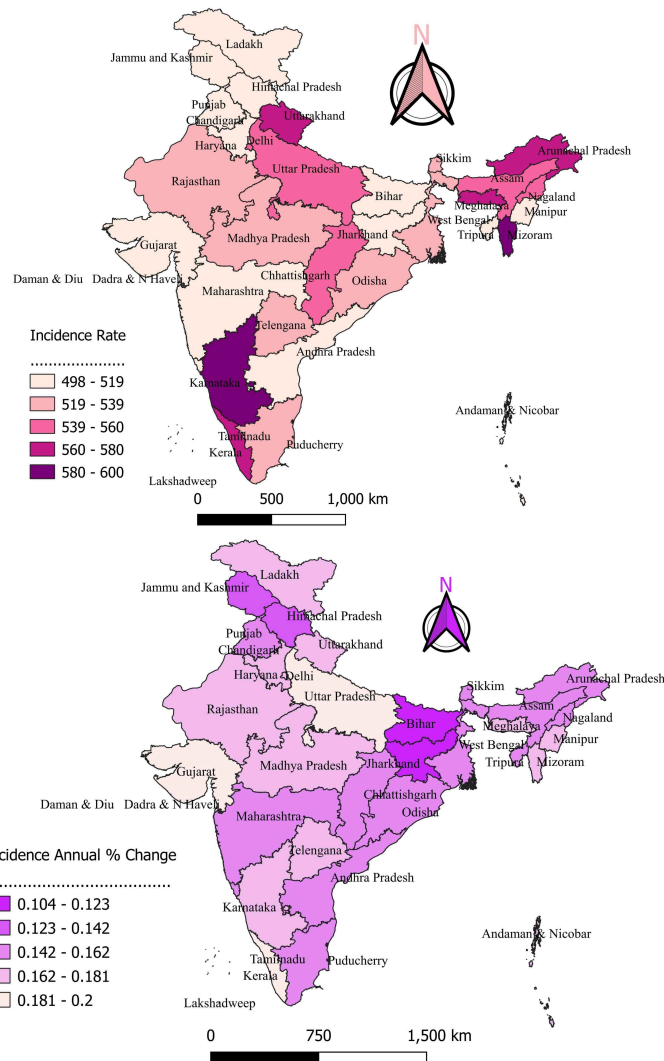 N
Ladakh
Jammu and Kashmir
Himachal Pradesh
Punjab
Chandigarh
Uttarakhand
Haryana
Delhi
Sikkim
Arunachal Pradesh
Rajasthan
Uttar Pradesh
Assam
Bihar
Nagaland
Meghalaya
Manipur
West Bengal
Gujarat
Madhya Pradesh
Jharkhand
Tripura
Mizoram
Daman & Diu
Dadra & N Haveli
Chhattisgarh
Odisha
Maharashtra
Telengana
Incidence Rate
.....................
Andhra Pradesh
498 - 519
519 - 539
539 - 560
560 - 580
580 - 600
Karnataka
Andaman & Nicobar
Tamilnadu
Puducherry
Kerala
Lakshadweep
0 500 1,000 km
N
Ladakh
Jammu and Kashmir
Himachal Pradesh
Punjab
Chandigarh
Uttarakhand
Haryana
Delhi
Sikkim
Arunachal Pradesh
Uttar Pradesh
Assam
Rajasthan
Bihar
Nagaland
Meghalaya
Manipur
West Bengal
Gujarat
Madhya Pradesh
Jharkhand
Tripura
Mizoram
Daman & Diu
Dadra & N Haveli
Chhattisgarh
Odisha
Maharashtra
Telengana
cidence Annual % Change
....................................
Andhra Pradesh
0.104 - 0.123
0.123 - 0.142
0.142 - 0.162
0.162 - 0.181
0.181 - 0.2
Karnataka
Andaman & Nicobar
Tamilnadu
Puducherry
Kerala
Lakshadweep
0 750 1,500 km